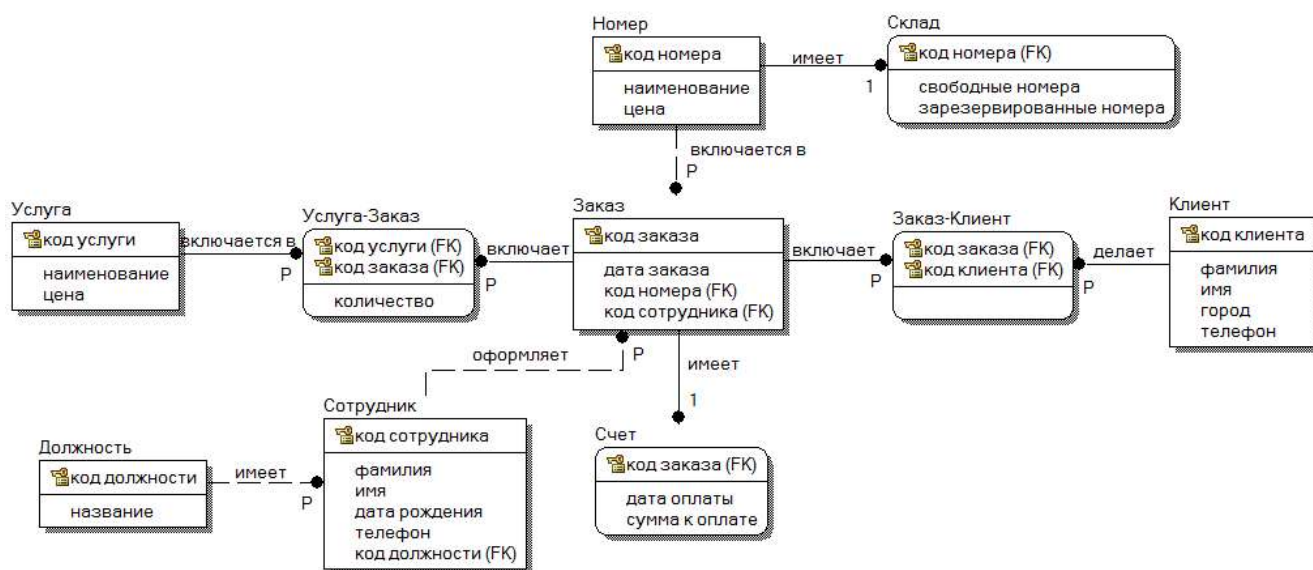 Номер
код номера
наименование
цена
имеет
1
Склад
код номера (FK)
свободные номера
зарезервированные номера
включается в
P
Услуга
код услуги
наименование
цена
включается в
P
Услуга-Заказ
код услуги (FK)
код заказа (FK)
количество
включает
P
Заказ
код заказа
дата заказа
код номера (FK)
код сотрудника (FK)
включает
P
Заказ-Клиент
код заказа (FK)
код клиента (FK)
делает
P
Клиент
код клиента
фамилия
имя
город
телефон
оформляет
P
имеет
1
Должность
код должности
название
имеет
P
Сотрудник
код сотрудника
фамилия
имя
дата рождения
телефон
код должности (FK)
Счет
код заказа (FK)
дата оплаты
сумма к оплате